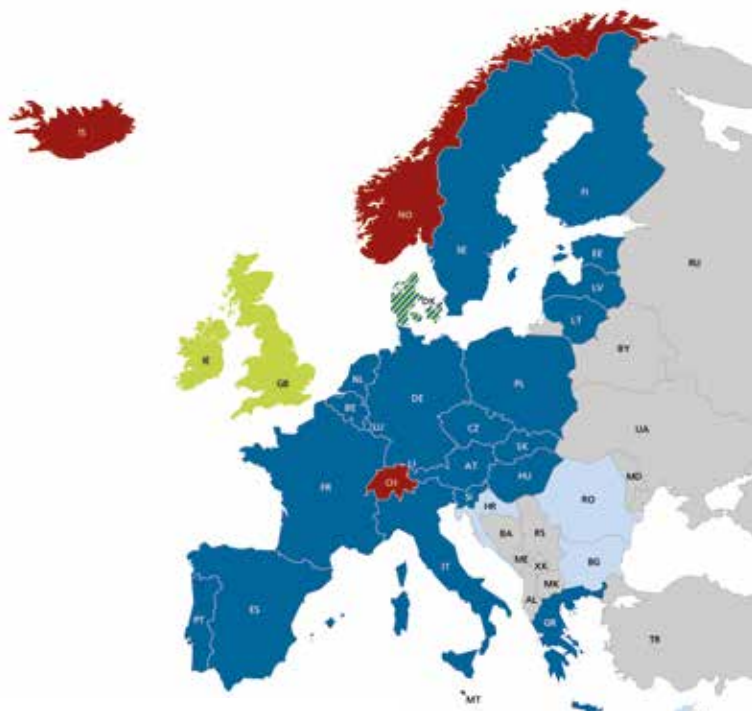 IS
NO
FI
SE
RU
EE
LV
DK
LT
BY
IE
GB
NL
DE
PL
BE
LU
CZ
UA
SK
LI
AT
HU
MD
CH
FR
SI
RO
HR
BA
RS
IT
ME
XK
BG
MK
AL
ES
PT
GR
TR
MT